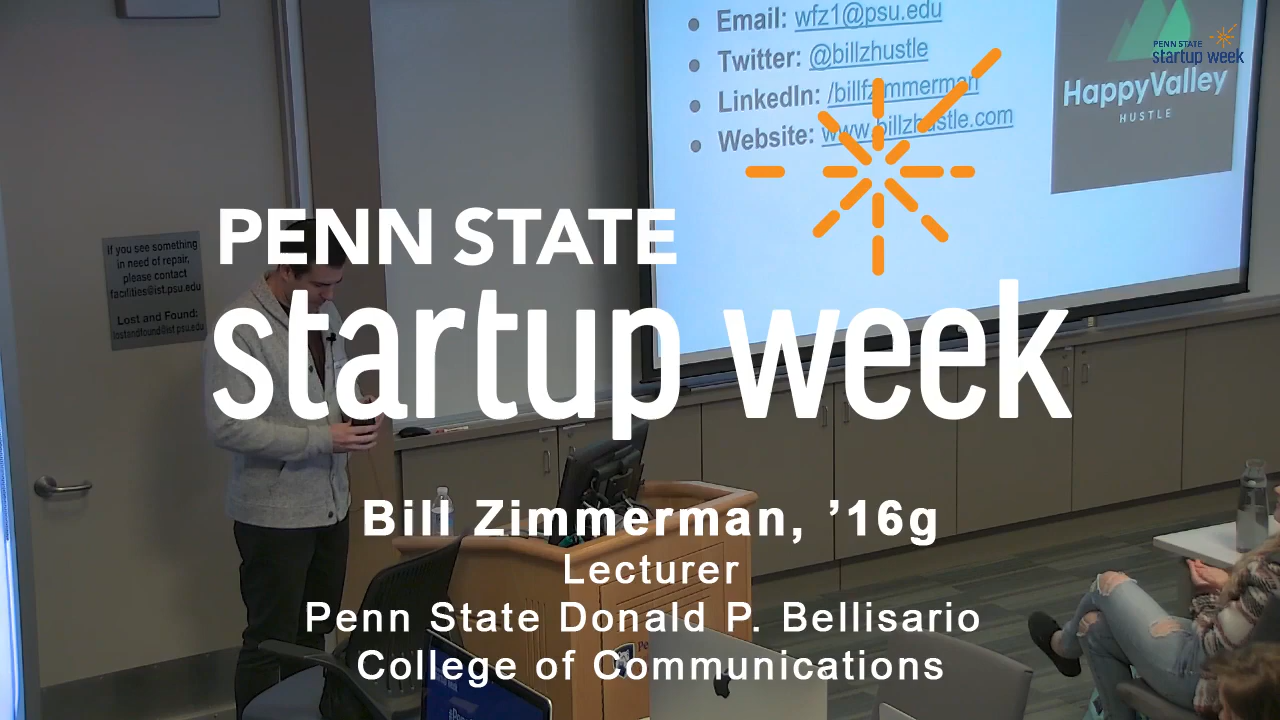 Email: wfz1@psu.edu
Twitter: @billzhustle
LinkedIn: /billfzimmerman
Website: www.billzhustle.com
HappyValley
HUSTLE
PENN STATE
startup week
If you see something
in need of repair,
please contact
facilities@ist.psu.edu
Lost and Found:
lostandfound@ist.psu.edu
PENN STATE
startup week
Bill Zimmerman, ’16g
Lecturer
Penn State Donald P. Bellisario
College of Communications